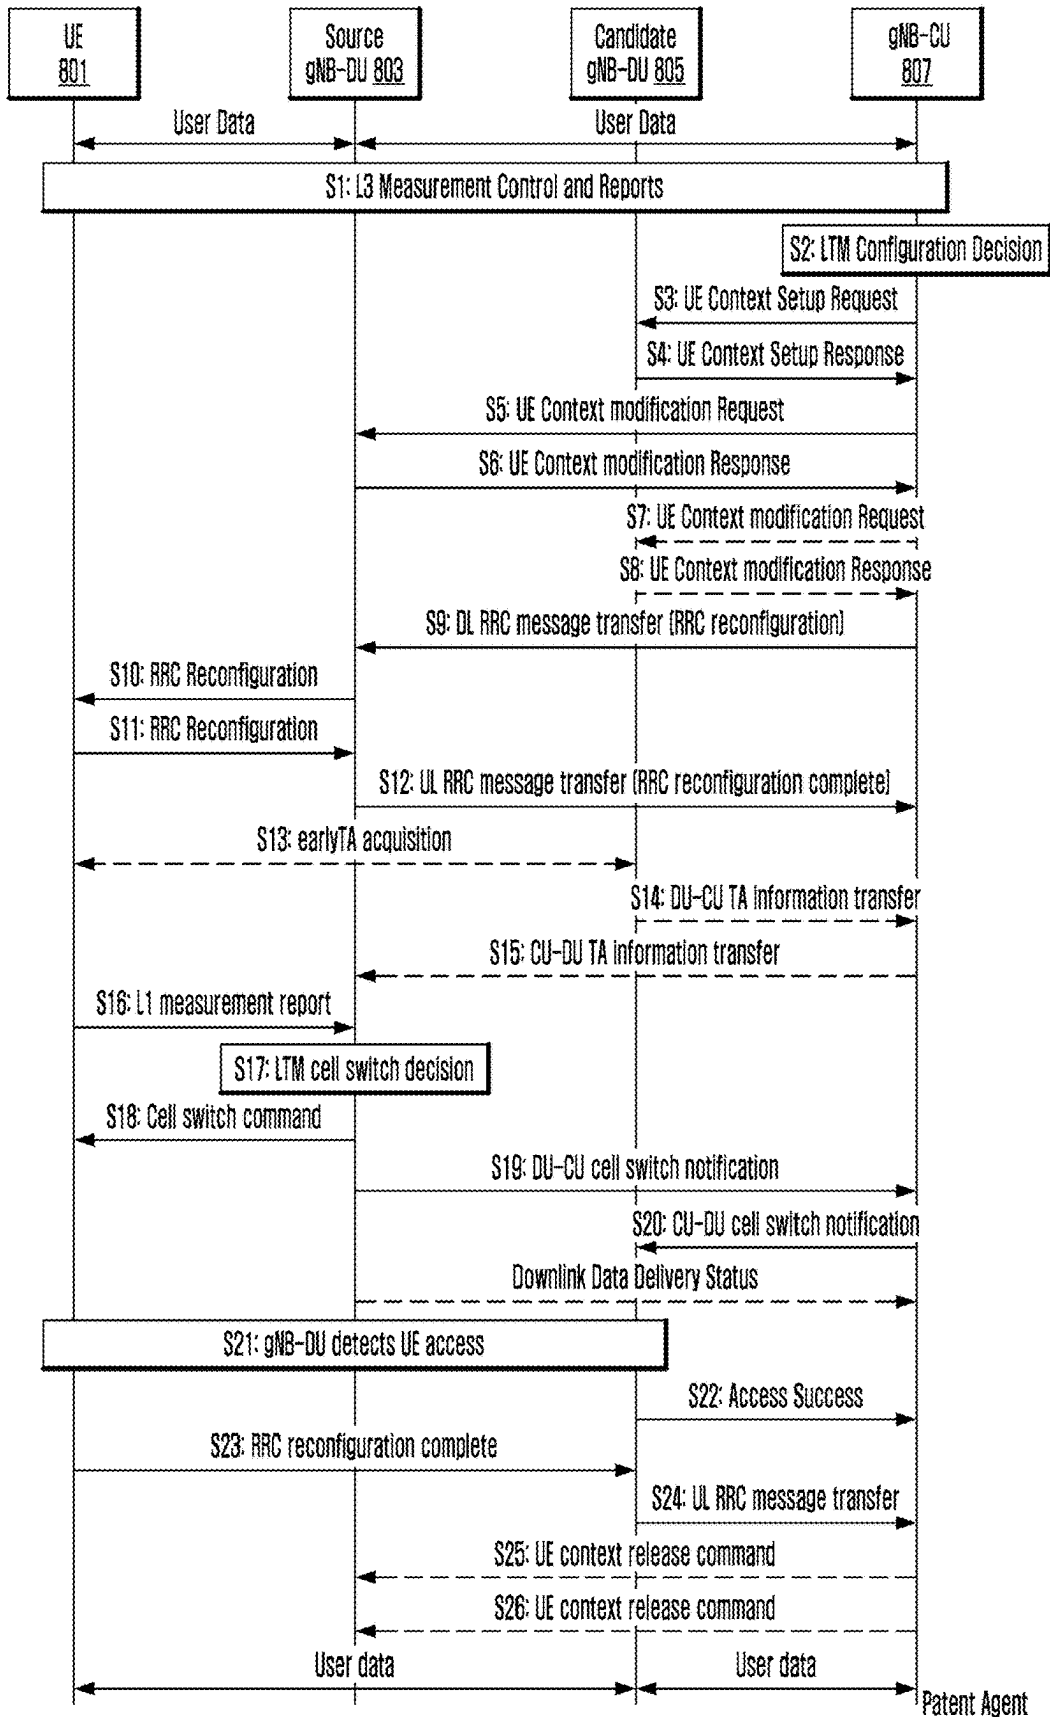 UE
801
Source
gNB-DU 803
Candidate
gNB-DU 805
gNB-CU
807
User Data
User Data
S1: L3 Measurement Control and Reports
S2: LTM Configuration Decision
S3: UE Context Setup Request
S4: UE Context Setup Response
S5: UE Context modification Request
S6: UE Context modification Response
S7: UE Context modification Request
S8: UE Context modification Response
S9: DL RRC message transfer (RRC reconfiguration)
S10: RRC Reconfiguration
S11: RRC Reconfiguration
S12: UL RRC message transfer (RRC reconfiguration complete)
S13: earlyTA acquisition
S14: DU-CU TA information transfer
S15: CU-DU TA information transfer
S16: L1 measurement report
S17: LTM cell switch decision
S18: Cell switch command
S19: DU-CU cell switch notification
S20: CU-DU cell switch notification
Downlink Data Delivery Status
S21: gNB-DU detects UE access
S22: Access Success
S23: RRC reconfiguration complete
S24: UL RRC message transfer
S25: UE context release command
S26: UE context release command
User data
User data
Patent Agent